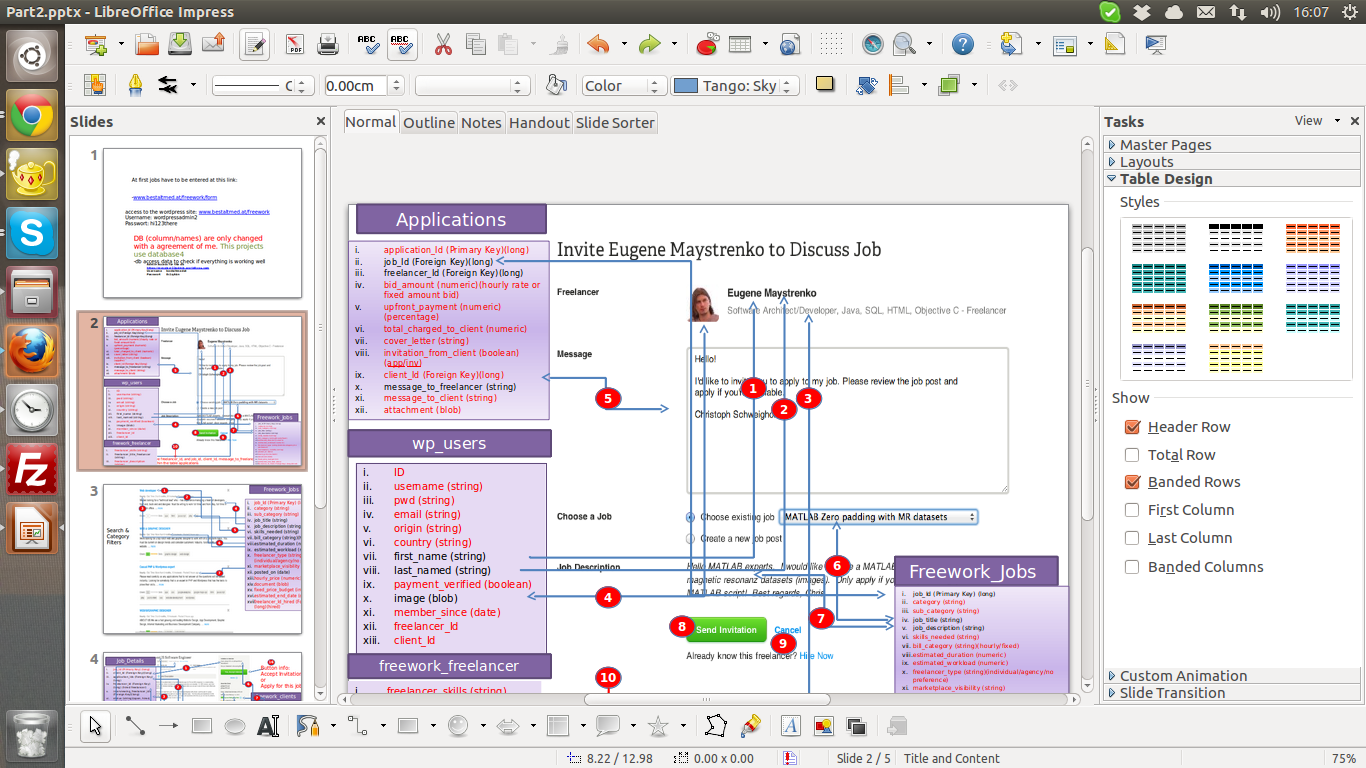 Part2.pptx - LibreOffice Impress
16:07
0.00cm
Color
Tango: Sky
Slides
Normal
Outline
Notes
Handout
Slide Sorter
1
At first jobs have to be entered at this link:
-www.bestaltmed.at/freework/form
access to the wordpress site: www.bestaltmed.at/freework
Username: wordpressadmin2
Passwort: hi123there
DB (column/names) are only changed
with a agreement of me. This projects
use database4
-db access data to check if everything is working well
2
3
Search &
Category
Filters
4
Job_Details
Button info:
Accept Invitation
or
Apply for this job
Applications
i. application_Id (Primary Key)(long)
ii. job_Id (Foreign Key)(long)
iii. freelancer_Id (Foreign Key)(long)
iv. bid_amount (numeric)(hourly rate or
fixed amount bid)
v. upfront_payment (numeric)
(percentage)
vi. total_charged_to_client (numeric)
vii. cover_letter (string)
viii. invitation_from_client (boolean)
(app/inv)
ix. client_Id (Foreign Key)(long)
x. message_to_freelancer (string)
xi. message_to_client (string)
xii. attachment (blob)
wp_users
i. ID
ii. username (string)
iii. pwd (string)
iv. email (string)
v. origin (string)
vi. country (string)
vii. first_name (string)
viii. last_named (string)
ix. payment_verified (boolean)
x. image (blob)
xi. member_since (date)
xii. freelancer_Id
xiii. client_Id
freework_freelancer
i. freelancer_skills (string)
Invite Eugene Maystrenko to Discuss Job
Freelancer
Eugene Maystrenko
Software Architect/Developer, Java, SQL, HTML, Objective C - Freelancer
Message
Hello!
I'd like to invite you to apply to my job. Please review the job post and
apply if you're available.
Christoph Schweigho
1
2
3
5
Choose a Job
Choose existing job
MATLAB Zero padding with MR datasets
Create a new job post
Job Description
Hello MATLAB experts, I would like a MATLA
magnetic resonanz datasets (images). Only apply if yo
MATLAB script! Best regards, Chris
4
6
7
8
Send Invitation
Cancel
9
Already know this freelancer? Hire Now
10
Freework_Jobs
i. job_Id (Primary Key) (long)
ii. category (string)
iii. sub_category (string)
iv. job_title (string)
v. job_description (string)
vi. skills_needed (string)
vii. bill_category (string)(hourly/fixed)
viii. estimated_duration (numeric)
ix. estimated_workload (numeric)
x. freelancer_type (string)(individual/agency/no
preference)
xi. marketplace_visibility (string)
Tasks
View
Master Pages
Layouts
Table Design
Styles
Show
Header Row
Total Row
Banded Rows
First Column
Last Column
Banded Columns
Custom Animation
Slide Transition
8.22 / 12.98
0.00 x 0.00
Slide 2 / 5
Title and Content
75%